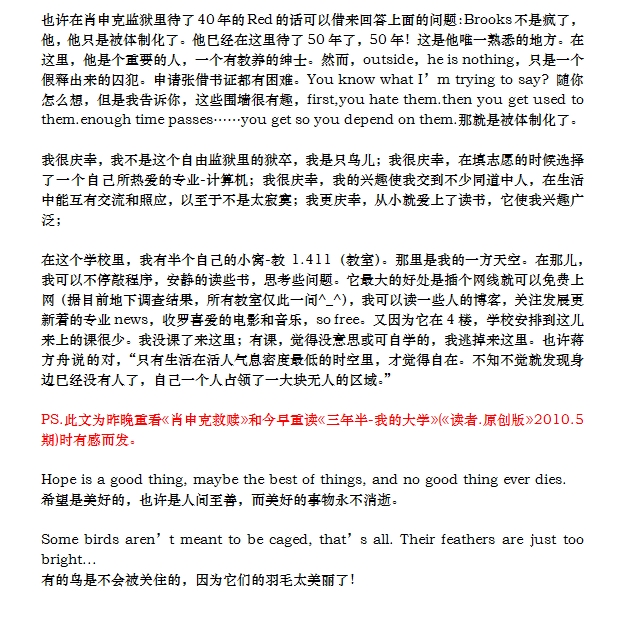 也许在肖申克监狱里待了40年的Red的话可以借来回答上面的问题:Brooks不是疯了，
他，他只是被体制化了。他已经在这里待了50年了，50年！这是他唯一熟悉的地方。在
这里，他是个重要的人，一个有教养的绅士。然而，outside，he is nothing，只是一个
假释出来的囚犯。申请张借书证都有困难。You know what I’m trying to say？随你
怎么想，但是我告诉你，这些围墙很有趣，first,you hate them.then you get used to
them.enough time passes……you get so you depend on them.那就是被体制化了。
我很庆幸，我不是这个自由监狱里的狱卒，我是只鸟儿；我很庆幸，在填志愿的时候选择
了一个自己所热爱的专业-计算机；我很庆幸，我的兴趣使我交到不少同道中人，在生活
中能互有交流和照应，以至于不是太寂寞；我更庆幸，从小就爱上了读书，它使我兴趣广
泛；
在这个学校里，我有半个自己的小窝-教 1.411（教室）。那里是我的一方天空。在那儿，
我可以不停敲程序，安静的读些书，思考些问题。它最大的好处是插个网线就可以免费上
网（据目前地下调查结果，所有教室仅此一间^_^），我可以读一些人的博客，关注发展更
新着的专业news，收罗喜爱的电影和音乐，so free。又因为它在4楼，学校安排到这儿
来上的课很少。我没课了来这里；有课，觉得没意思或可自学的，我逃掉来这里。也许蒋
方舟说的对，“只有生活在活人气息密度最低的时空里，才觉得自在。不知不觉就发现身
边已经没有人了，自己一个人占领了一大块无人的区域。”
PS.此文为昨晚重看《肖申克救赎》和今早重读《三年半-我的大学》(《读者.原创版》2010.5
期)时有感而发。
Hope is a good thing, maybe the best of things, and no good thing ever dies.
希望是美好的，也许是人间至善，而美好的事物永不消逝。
Some birds aren’t meant to be caged, that’s all. Their feathers are just too
bright…
有的鸟是不会被关住的，因为它们的羽毛太美丽了！